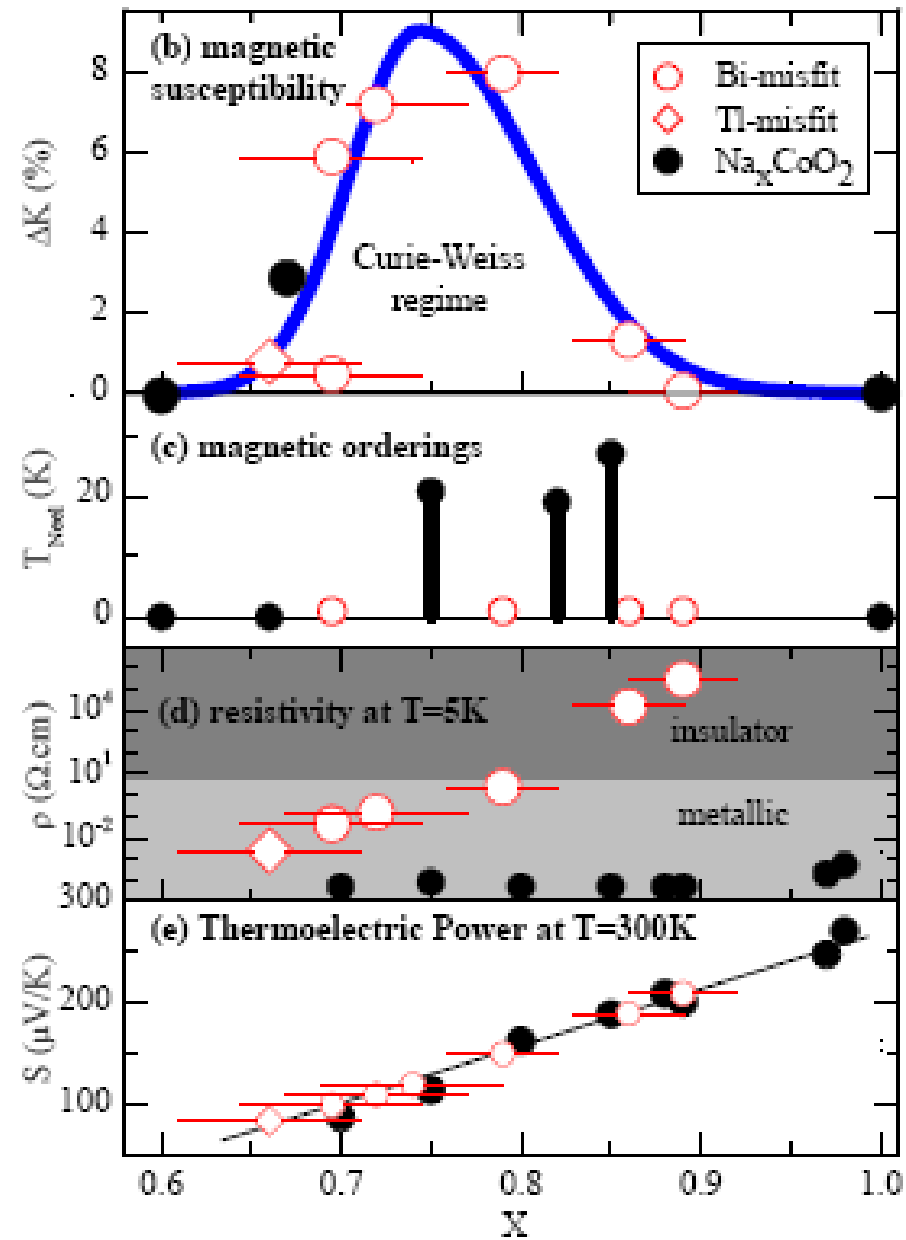 (b) magnetic
susceptibility
Bi-misfit
Tl-misfit
NaxCoO2
Curie-Weiss
regime
ΔK (%)
8
6
4
2
0
(c) magnetic orderings
TNeel (K)
20
0
(d) resistivity at T=5K
insulator
metallic
ρ (Ω.cm)
10⁴
10¹
10⁻²
300
(e) Thermoelectric Power at T=300K
S (μV/K)
200
100
0.6 0.7 0.8 0.9 1.0
X